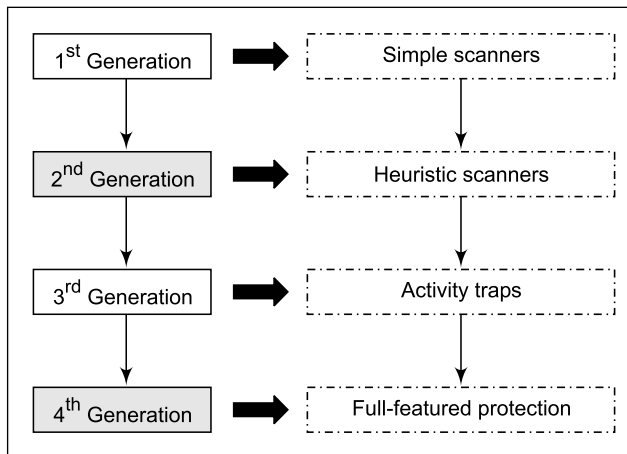 1st Generation
Simple scanners
2nd Generation
Heuristic scanners
3rd Generation
Activity traps
4th Generation
Full-featured protection